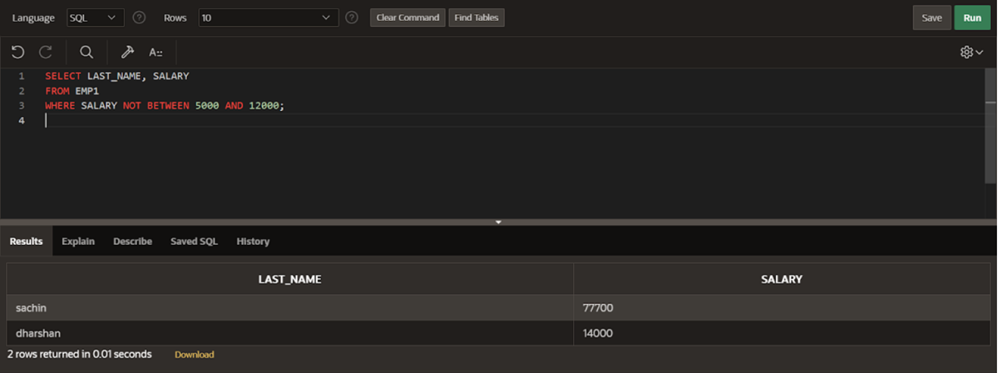 Language SQL ? Rows 10 ? Clear Command Find Tables Save Run
A::
1 SELECT LAST_NAME, SALARY
2 FROM EMP1
3 WHERE SALARY NOT BETWEEN 5000 AND 12000;
4
Results Explain Describe Saved SQL History
LAST_NAME SALARY
sachin 77700
dharshan 14000
2 rows returned in 0.01 seconds Download